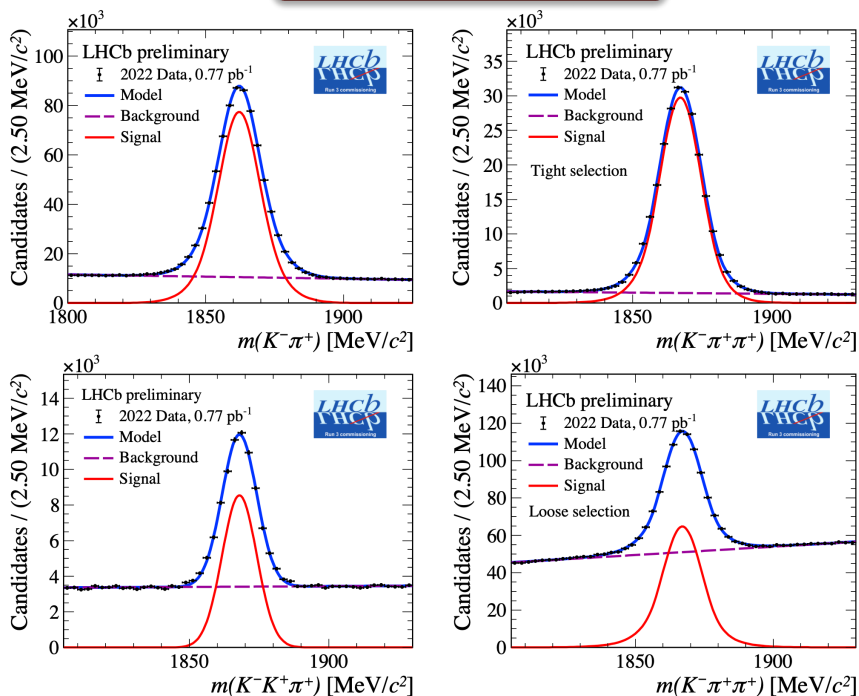 ×10³
Candidates / (2.50 MeV/c²)
100
80
60
40
20
0
LHCb preliminary
2022 Data, 0.77 pb⁻¹
Model
Background
Signal
LHCb
LHCb
Run 3 commissioning
1800
1850
1900
m(K⁻π⁺) [MeV/c²]
×10³
Candidates / (2.50 MeV/c²)
35
30
25
20
15
10
5
0
LHCb preliminary
2022 Data, 0.77 pb⁻¹
Model
Background
Signal
Tight selection
LHCb
LHCb
Run 3 commissioning
1850
1900
m(K⁻π⁺π⁺) [MeV/c²]
×10³
Candidates / (2.50 MeV/c²)
14
12
10
8
6
4
2
0
LHCb preliminary
2022 Data, 0.77 pb⁻¹
Model
Background
Signal
LHCb
LHCb
Run 3 commissioning
1850
1900
m(K⁻K⁺π⁺) [MeV/c²]
×10³
Candidates / (2.50 MeV/c²)
140
120
100
80
60
40
20
0
LHCb preliminary
2022 Data, 0.77 pb⁻¹
Model
Background
Signal
Loose selection
LHCb
LHCb
Run 3 commissioning
1850
1900
m(K⁻π⁺π⁺) [MeV/c²]